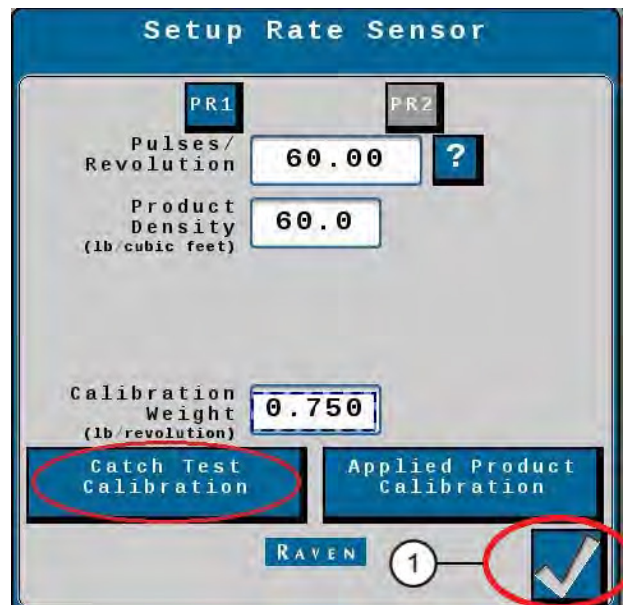 Setup Rate Sensor
PR1 PR2
Pulses/
Revolution 60.00 ?
Product
Density 60.0
(lb/cubic feet)
Calibration
Weight 0.750
(lb/revolution)
Catch Test
Calibration
Applied Product
Calibration
RAVEN 1